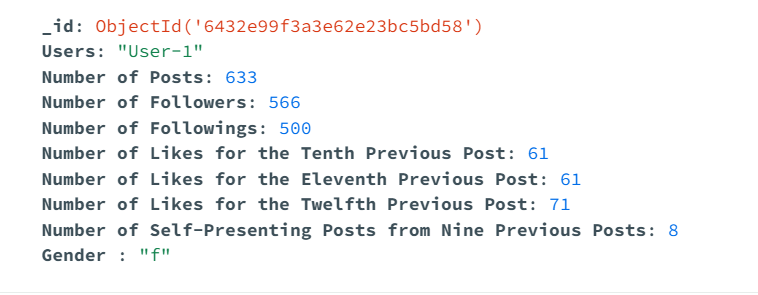 _id: ObjectId('6432e99f3a3e62e23bc5bd58')
Users: "User-1"
Number of Posts: 633
Number of Followers: 566
Number of Followings: 500
Number of Likes for the Tenth Previous Post: 61
Number of Likes for the Eleventh Previous Post: 61
Number of Likes for the Twelfth Previous Post: 71
Number of Self-Presenting Posts from Nine Previous Posts: 8
Gender : "f"